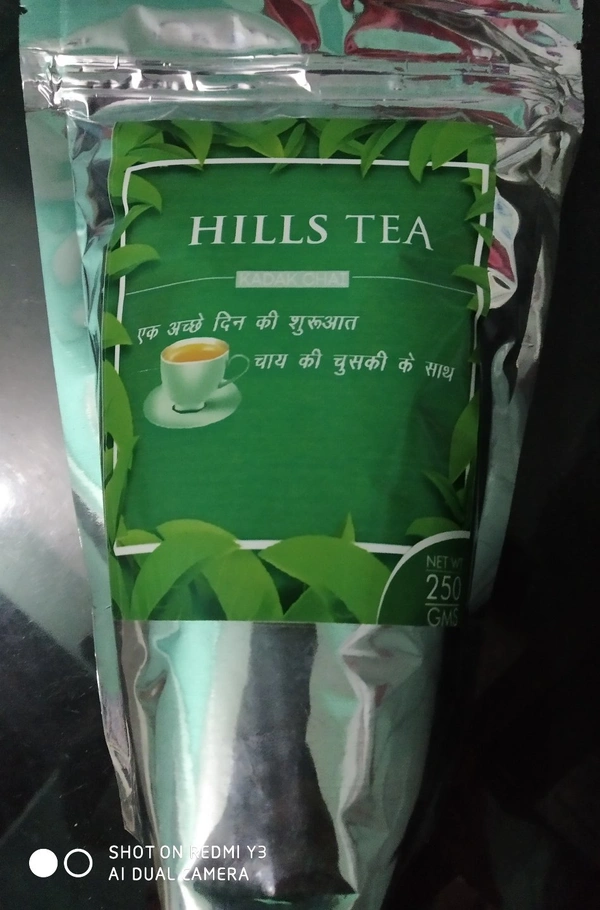 HILLS TEA
KADAK CHAI
एक अच्छे दिन की शुरूआत
चाय की चुसकी के साथ
NET WT
250
GMS
SHOT ON REDMI Y3
AI DUAL CAMERA